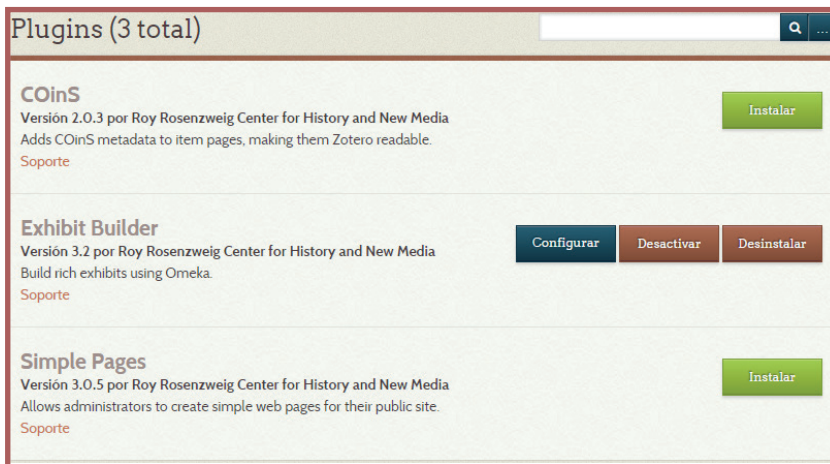 Plugins (3 total)
...
COinS
Versión 2.0.3 por Roy Rosenzweig Center for History and New Media
Adds COinS metadata to item pages, making them Zotero readable.
Soporte
Instalar
Exhibit Builder
Versión 3.2 por Roy Rosenzweig Center for History and New Media
Build rich exhibits using Omeka.
Soporte
Configurar Desactivar Desinstalar
Simple Pages
Versión 3.0.5 por Roy Rosenzweig Center for History and New Media
Allows administrators to create simple web pages for their public site.
Soporte
Instalar